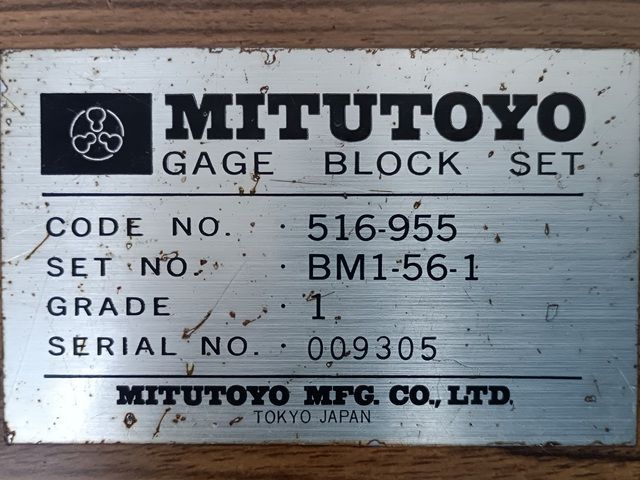 MITUTOYO
GAGE BLOCK SET
CODE NO. · 516-955
SET NO. · BM1-56-1
GRADE · 1
SERIAL NO. · 009305
MITUTOYO MFG. CO., LTD.
TOKYO JAPAN